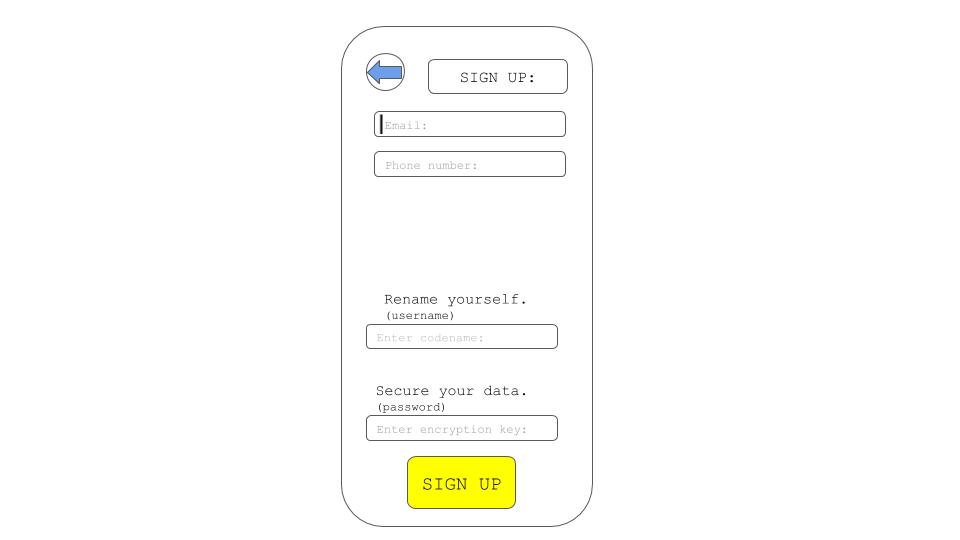 SIGN UP:
Email:
Phone number:
Rename yourself.
(username)
Enter codename:
Secure your data.
(password)
Enter encryption key:
SIGN UP